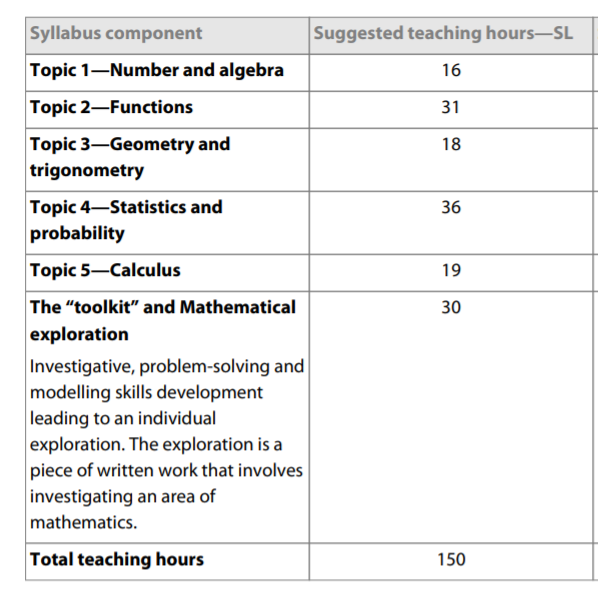 Syllabus component Suggested teaching hours—SL
Topic 1—Number and algebra 16
Topic 2—Functions 31
Topic 3—Geometry and 18
trigonometry
Topic 4—Statistics and 36
probability
Topic 5—Calculus 19
The “toolkit” and Mathematical 30
exploration
Investigative, problem-solving and
modelling skills development
leading to an individual
exploration. The exploration is a
piece of written work that involves
investigating an area of
mathematics.
Total teaching hours 150